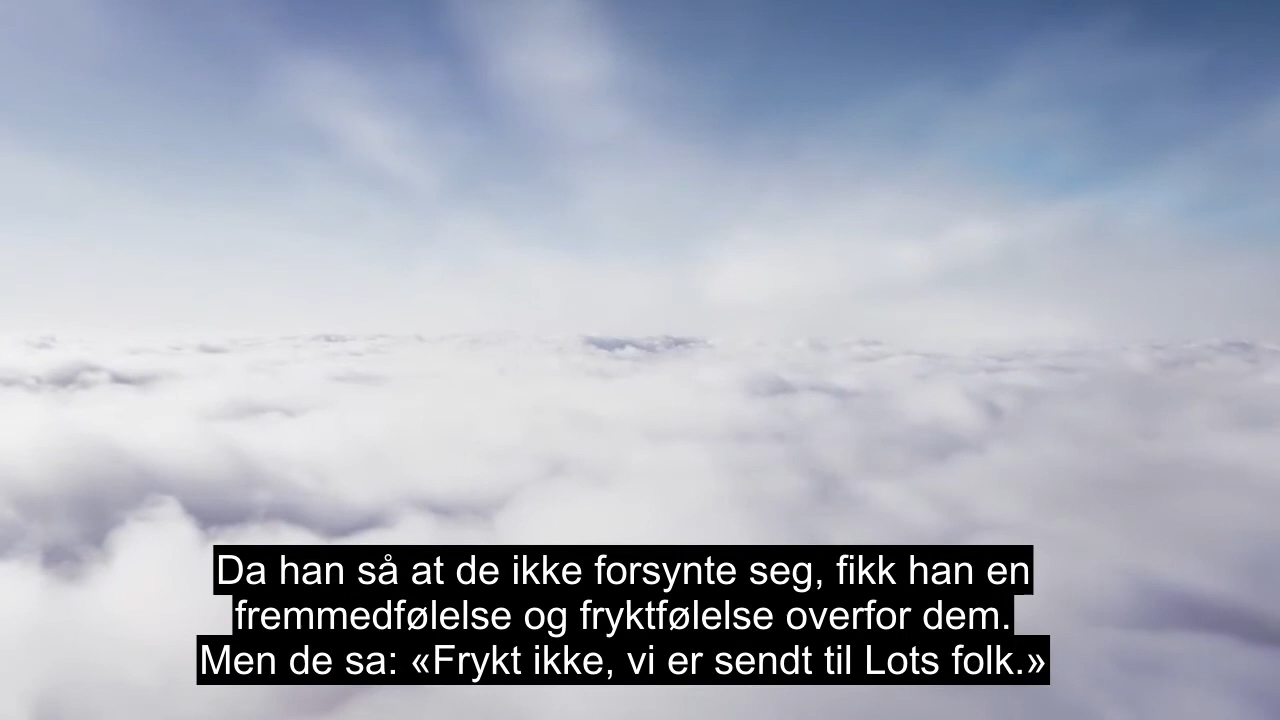 Da han så at de ikke forsynte seg, fikk han en
fremmedfølelse og fryktfølelse overfor dem.
Men de sa: «Frykt ikke, vi er sendt til Lots folk.»